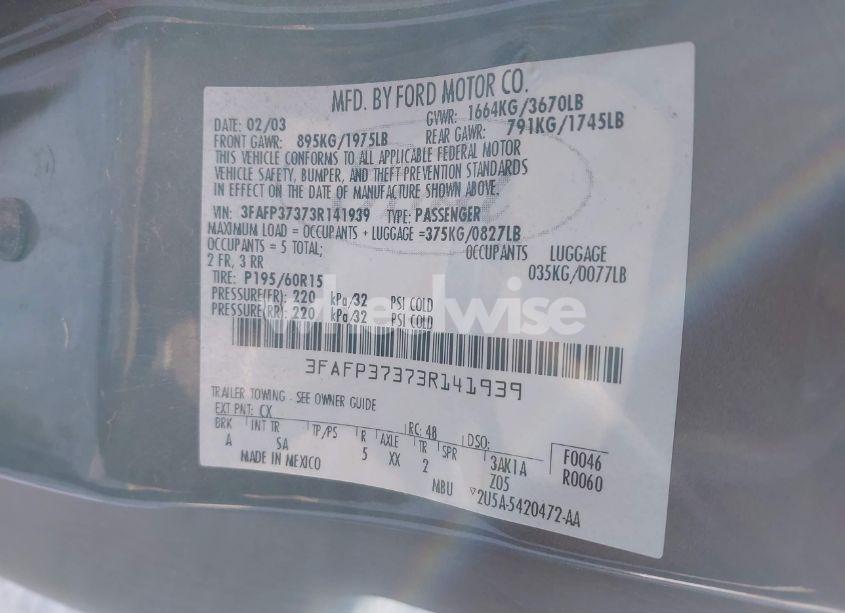 MFD. BY FORD MOTOR CO.
DATE: 02/03 GVWR: 1664KG/3670LB
FRONT GAWR: 895KG/1975LB REAR GAWR: 791KG/1745LB
THIS VEHICLE CONFORMS TO ALL APPLICABLE FEDERAL MOTOR
VEHICLE SAFETY, BUMPER, AND THEFT PREVENTION STANDARDS
IN EFFECT ON THE DATE OF MANUFACTURE SHOWN ABOVE.
VIN: 3FAFP37373R141939 TYPE: PASSENGER
MAXIMUM LOAD = OCCUPANTS + LUGGAGE =375KG/0827LB
OCCUPANTS = 5 TOTAL; OCCUPANTS LUGGAGE
2 FR, 3 RR 035KG/0077LB
TIRE: P195/60R15
PRESSURE(FR): 220 kPa/32 PSI COLD
PRESSURE(RR): 220 kPa/32 PSI COLD
wheelwise
3FAFP37373R141939
TRAILER TOWING - SEE OWNER GUIDE
EXT PNT: CX RC: 48 DSO:
BRK INT TR TP/PS R AXLE TR SPR F0046
A SA 5 XX 2 3AK1A R0060
MADE IN MEXICO Z05
MBU 2U5A-5420472-AA